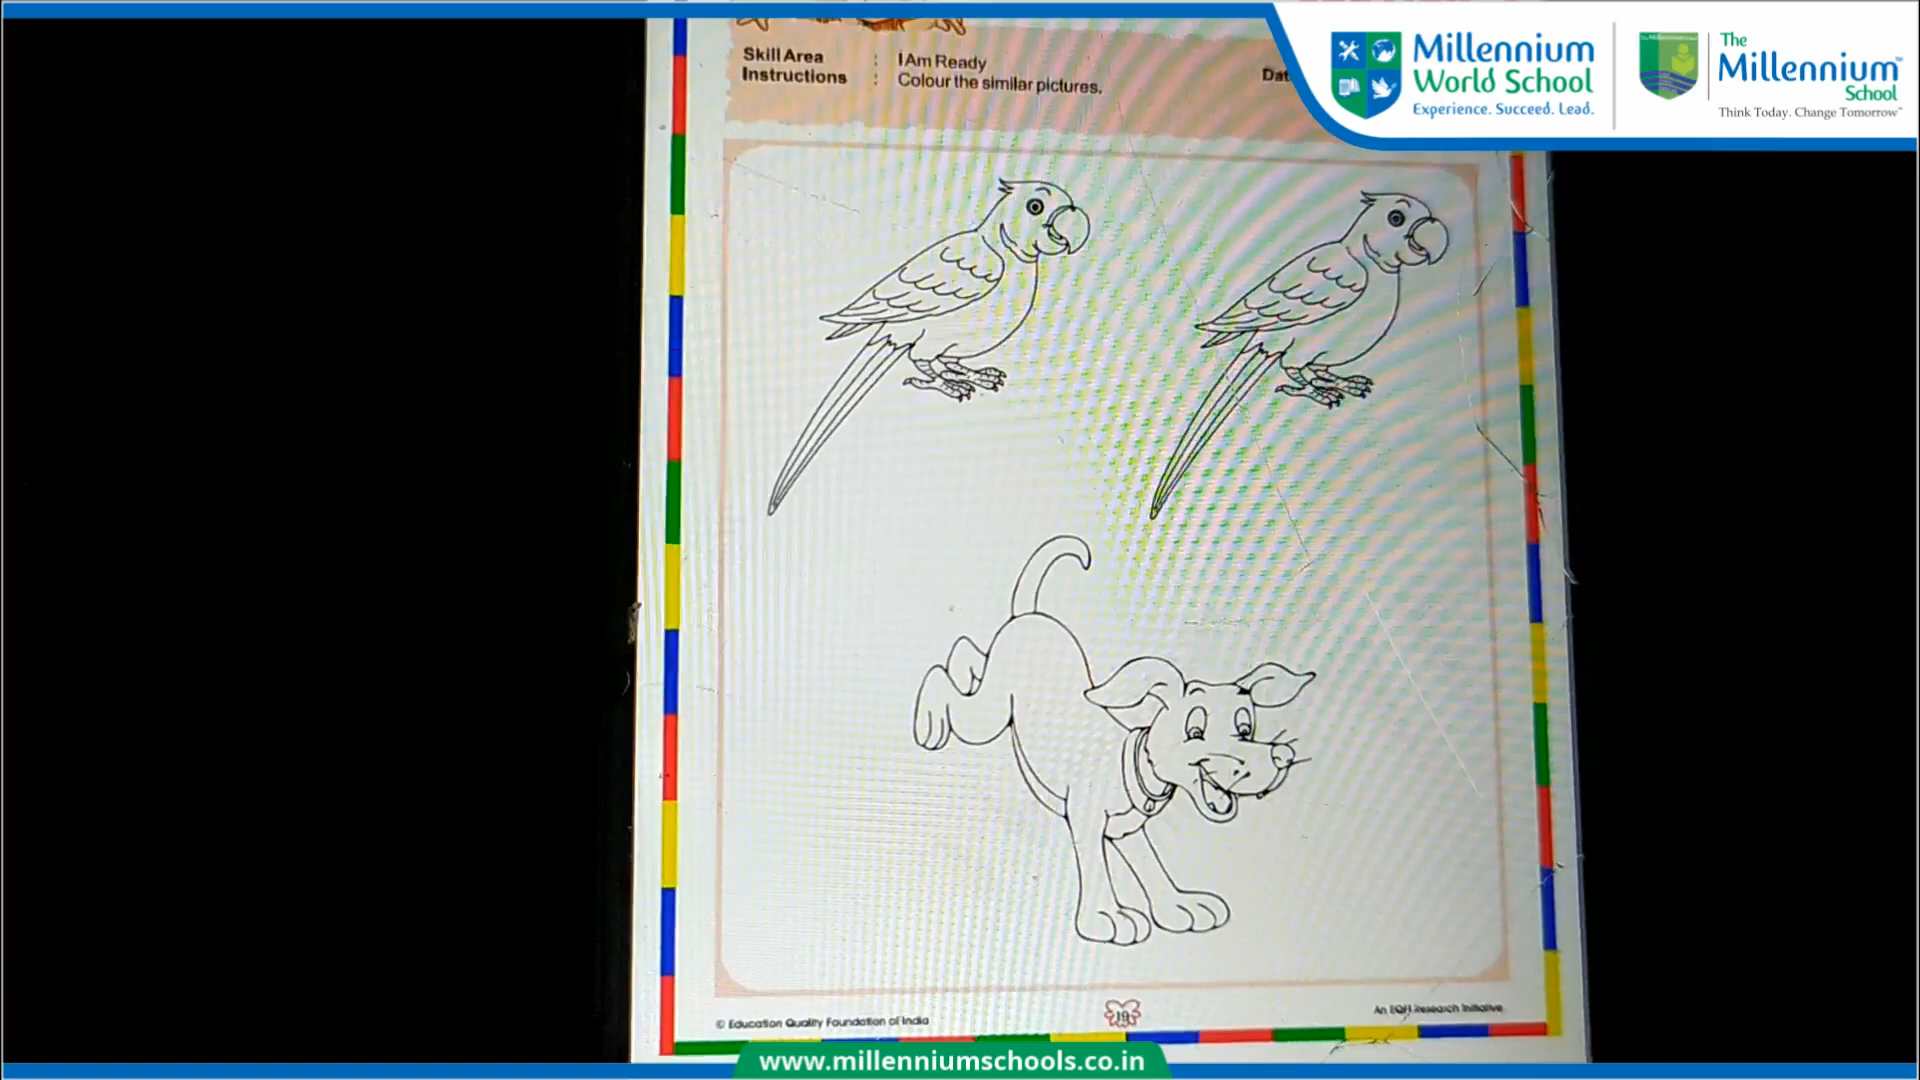 Skill Area : I Am Ready
Instructions : Colour the similar pictures.
Millennium
World School
Experience. Succeed. Lead.
The
Millennium
School
Think Today. Change Tomorrow
© Education Quality Foundation of India
19
An EQFI Research Initiative
www.millenniumschools.co.in